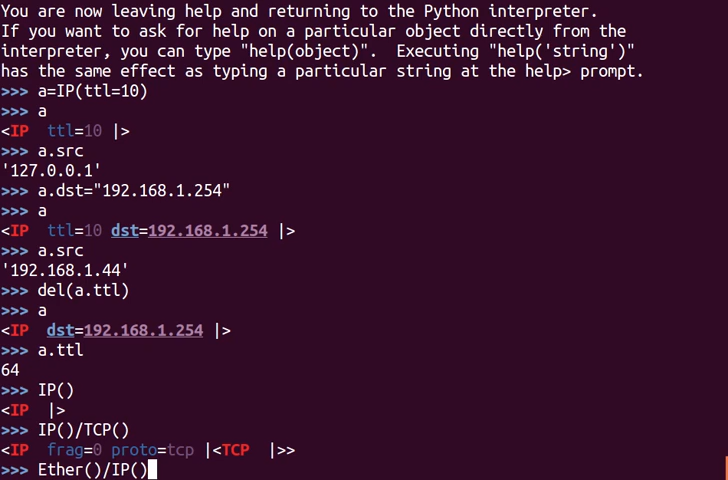 You are now leaving help and returning to the Python interpreter.
If you want to ask for help on a particular object directly from the
interpreter, you can type "help(object)".  Executing "help('string')"
has the same effect as typing a particular string at the help> prompt.
>>> a=IP(ttl=10)
>>> a
<IP  ttl=10 |>
>>> a.src
'127.0.0.1'
>>> a.dst="192.168.1.254"
>>> a
<IP  ttl=10 dst=192.168.1.254 |>
>>> a.src
'192.168.1.44'
>>> del(a.ttl)
>>> a
<IP  dst=192.168.1.254 |>
>>> a.ttl
64
>>> IP()
<IP  |>
>>> IP()/TCP()
<IP  frag=0 proto=tcp |<TCP  |>>
>>> Ether()/IP()